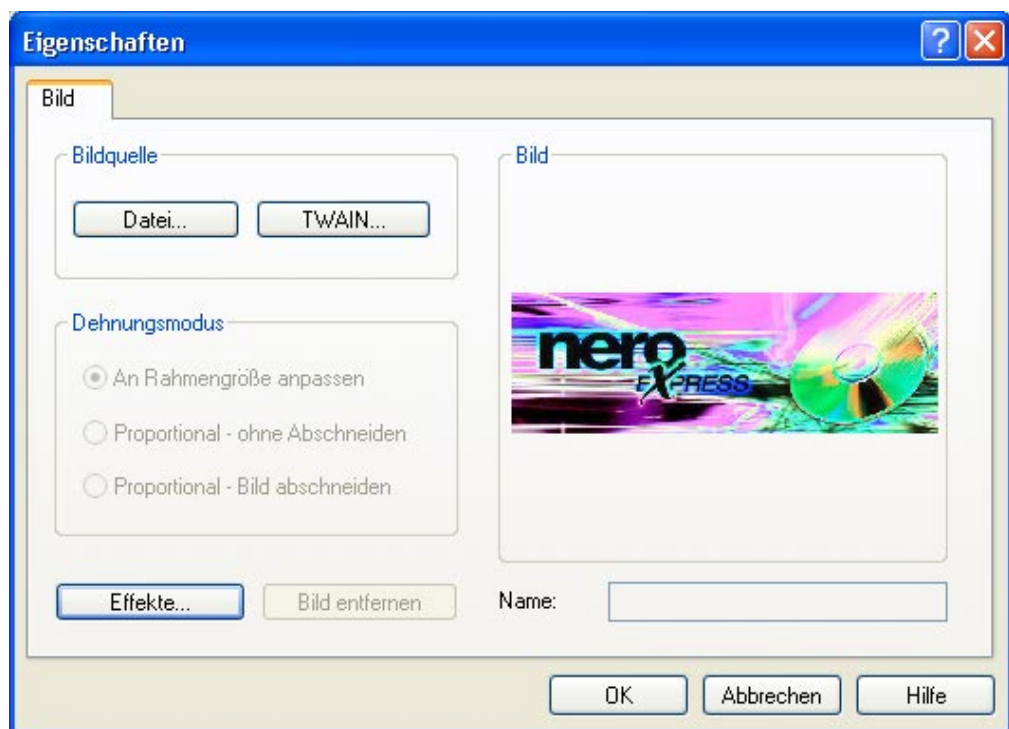 Eigenschaften
Bild
Bildquelle
Datei...
TWAIN...
Dehnungsmodus
An Rahmengröße anpassen
Proportional - ohne Abschneiden
Proportional - Bild abschneiden
Effekte...
Bild entfernen
Bild
nero
EXPRESS
Name:
OK
Abbrechen
Hilfe